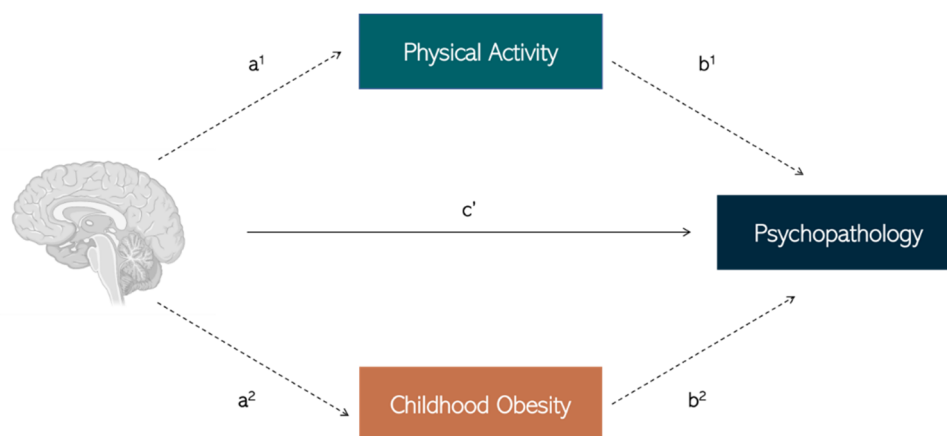 Physical Activity
a¹
b¹
c'
Psychopathology
a²
Childhood Obesity
b²